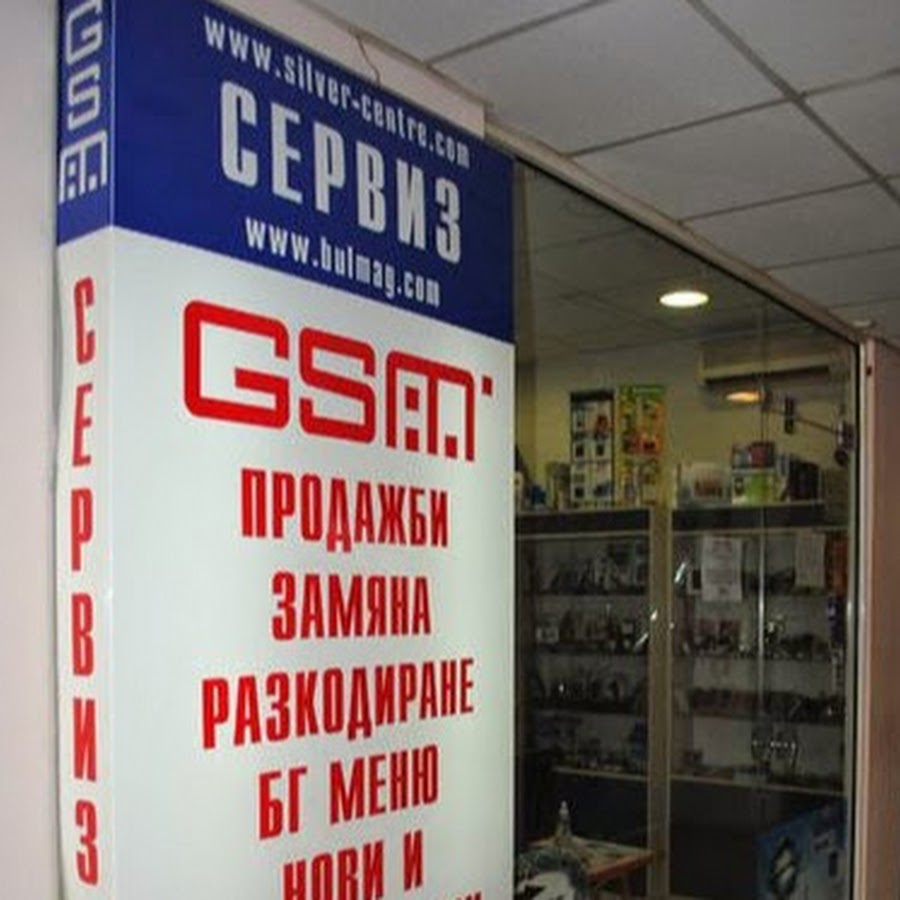 GSM
СЕРВИЗ
www.silver-centre.com
СЕРВИЗ
www.bulmag.com
GSM
ПРОДАЖБИ
ЗАМЯНА
РАЗКОДИРАНЕ
БГ МЕНЮ
НОВИ И